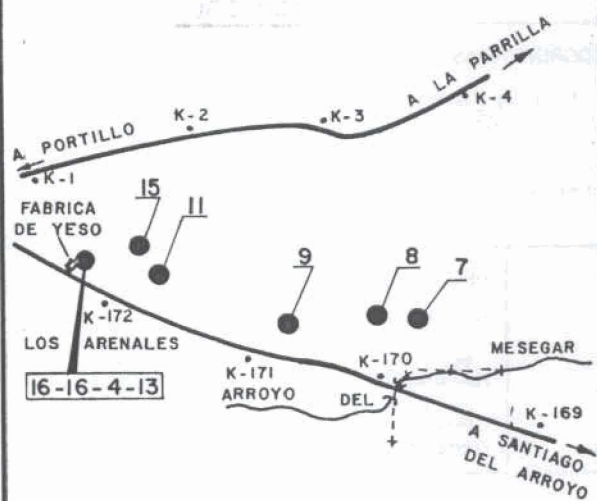 A LA PARRILLA
K-4
K-3
K-2
A PORTILLO
K-1
FABRICA
DE YESO
15
11
9
8
7
K-172
LOS ARENALES
16-16-4-13
K-171
K-170
MESEGAR
ARROYO DEL
K-169
A SANTIAGO
DEL ARROYO